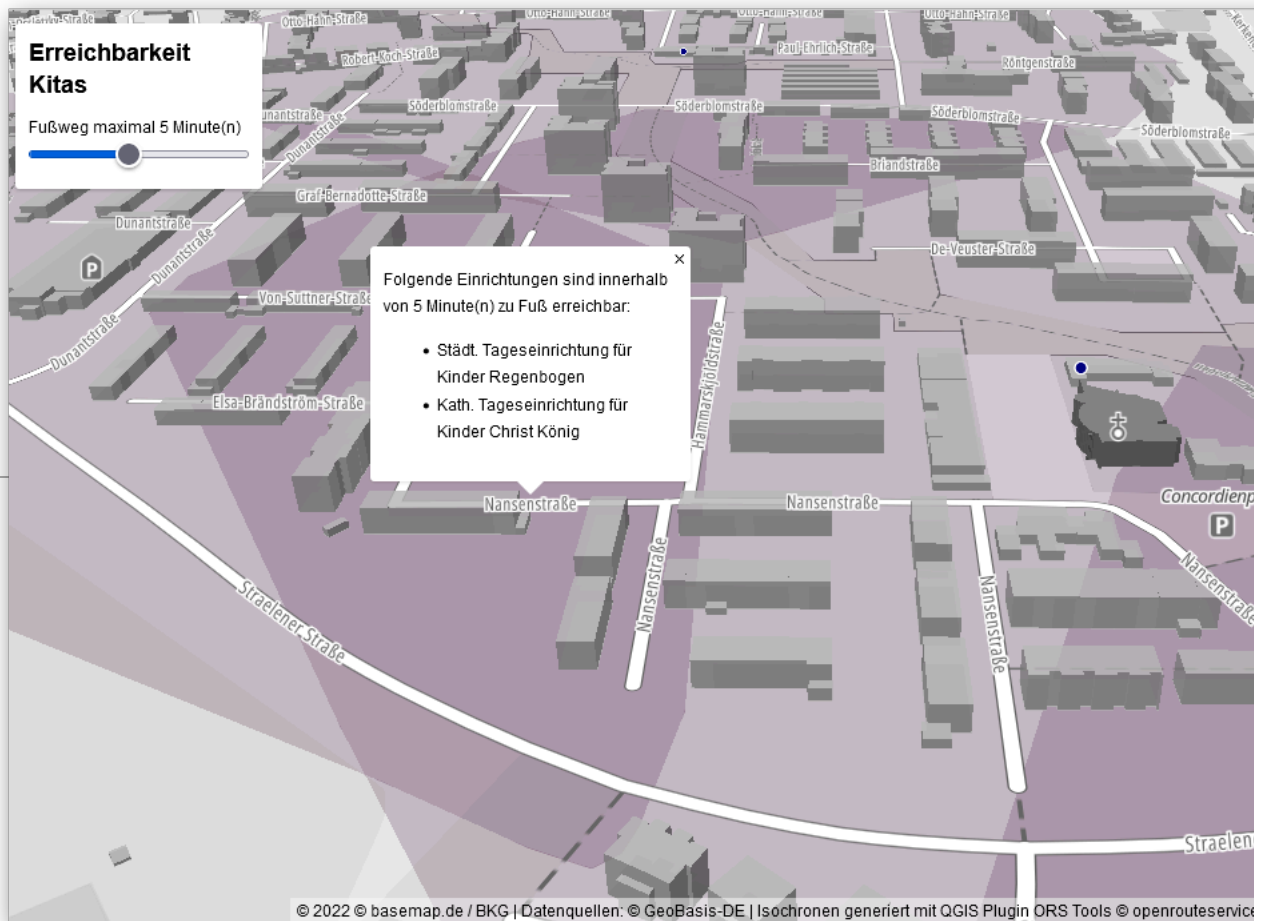 Otto-Hahn-Straße
Otto-Hahn-Straße
Otto-Hahn-Straße
Otto-Hahn-Straße
Erreichbarkeit
Kitas
Fußweg maximal 5 Minute(n)
Robert-Koch-Straße
Paul-Ehrlich-Straße
Röntgenstraße
Söderblomstraße
Söderblomstraße
Söderblomstraße
Söderblomstraße
Dunantstraße
Briandstraße
Graf-Bernadotte-Straße
Dunantstraße
Dunantstraße
De-Veuster-Straße
P
Von-Suttner-Straße
Dunantstraße
×
Folgende Einrichtungen sind innerhalb
von 5 Minute(n) zu Fuß erreichbar:
• Städt. Tageseinrichtung für
Kinder Regenbogen
• Kath. Tageseinrichtung für
Kinder Christ König
Hammarskjöldstraße
Elsa-Brändström-Straße
Nansenstraße
Nansenstraße
Concordienp
P
Nansenstraße
Nansenstraße
Nansenstraße
Straelener Straße
Straelen
© 2022 © basemap.de / BKG | Datenquellen: © GeoBasis-DE | Isochronen generiert mit QGIS Plugin ORS Tools © openrouteservice